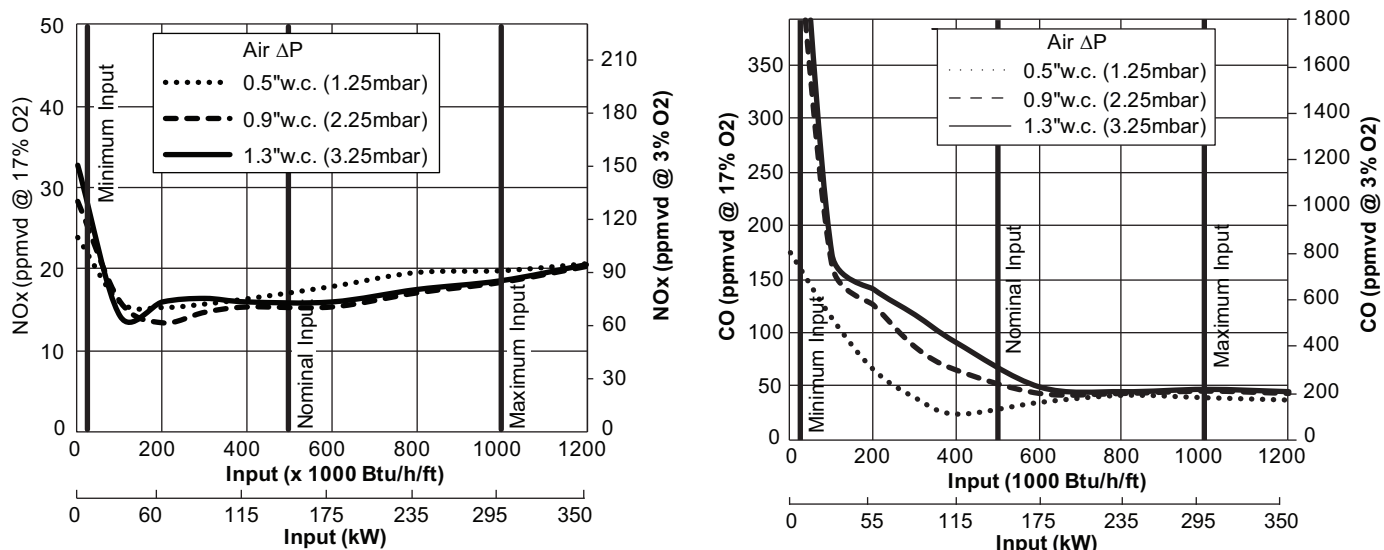 50
40
30
20
10
0
NOx (ppmvd @ 17% O2)
Air ΔP
0.5"w.c. (1.25mbar)
0.9"w.c. (2.25mbar)
1.3"w.c. (3.25mbar)
Minimum Input
Nominal Input
Maximum Input
210
180
150
120
90
60
30
0
NOx (ppmvd @ 3% O2)
0 200 400 600 800 1000 1200
Input (x 1000 Btu/h/ft)
0 60 115 175 235 295 350
Input (kW)
350
300
250
200
150
100
50
0
CO (ppmvd @ 17% O2)
Air ΔP
0.5"w.c. (1.25mbar)
0.9"w.c. (2.25mbar)
1.3"w.c. (3.25mbar)
Minimum Input
Nominal Input
Maximum Input
1800
1600
1400
1200
1000
800
600
400
200
0
CO (ppmvd @ 3% O2)
0 200 400 600 800 1000 1200
Input (1000 Btu/h/ft)
0 55 115 175 235 295 350
Input (kW)